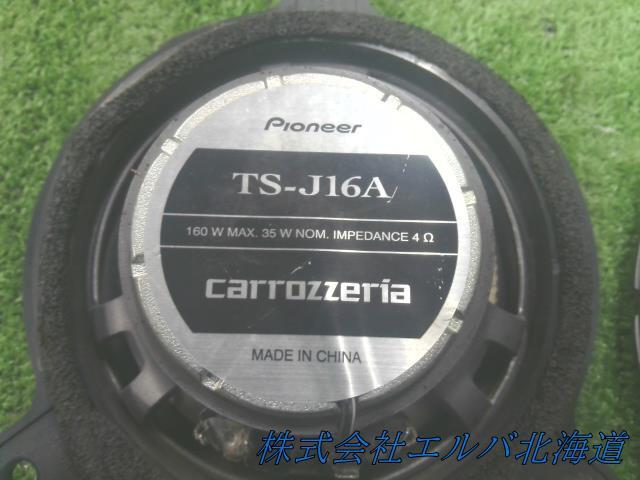 Pioneer
TS-J16A
160 W MAX. 35 W NOM. IMPEDANCE 4 Ω
carrozzeria
MADE IN CHINA
株式会社エルバ北海道